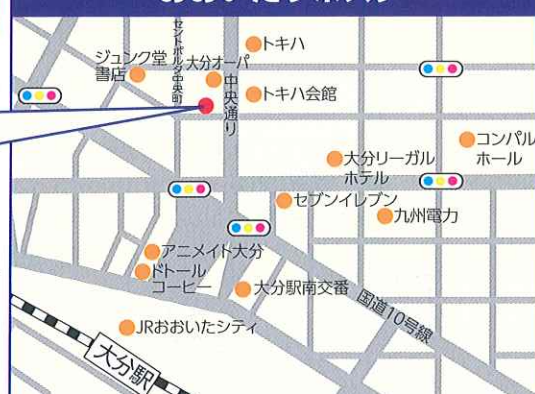 トキハ
ジュンク堂
書店
大分オーパ
セントポルタ中央町
中央通り
トキハ会館
コンパル
ホール
大分リーガル
ホテル
セブンイレブン
九州電力
アニメイト大分
ドトール
コーヒー
大分駅南交番
国道10号線
JRおおいたシティ
大分駅